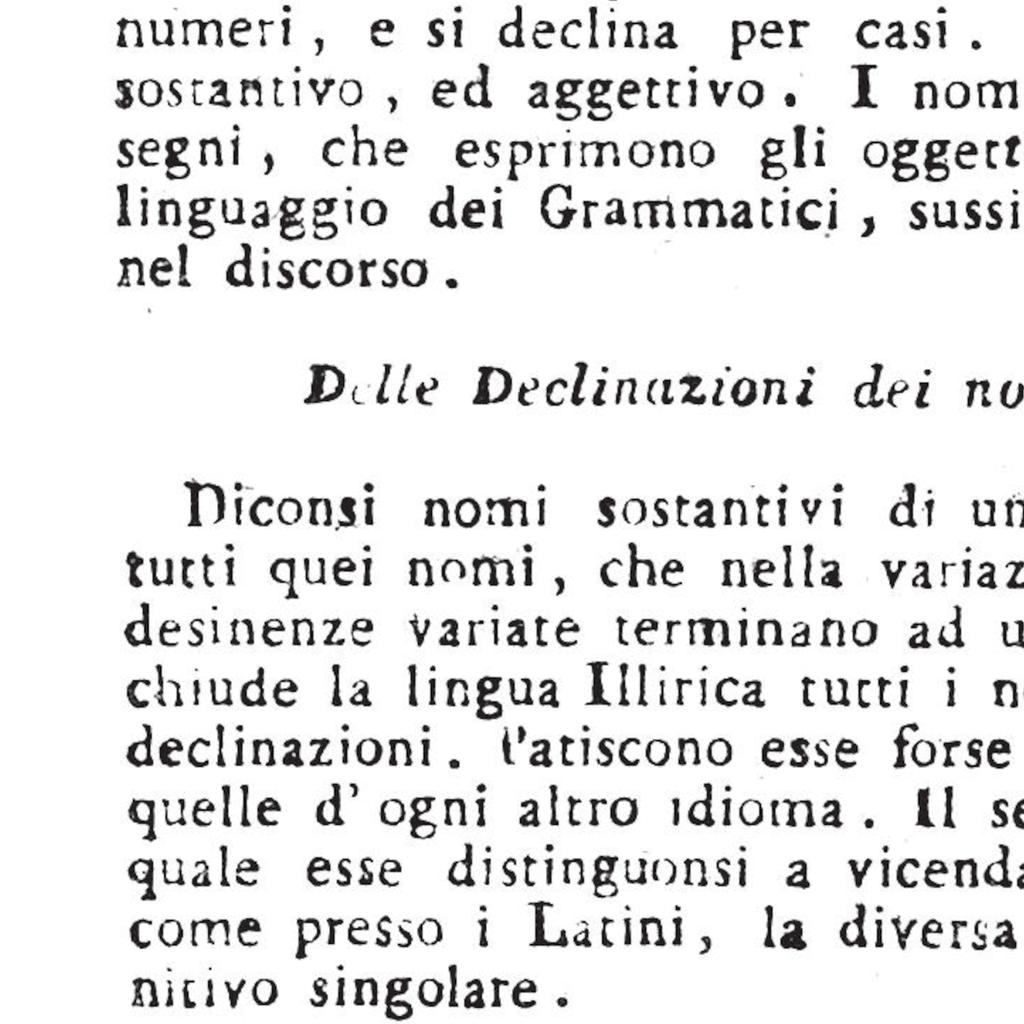 numeri, e si declina per casi.
sostantivo, ed aggettivo. I nom
segni, che esprimono gli oggett
linguaggio dei Grammatici, sussi
nel discorso.
Delle Declinazioni dei no
Diconsi nomi sostantivi di un
tutti quei nomi, che nella variaz
desinenze variate terminano ad u
chiude la lingua Illirica tutti i n
declinazioni. Patiscono esse forse
quelle d' ogni altro idioma. Il se
quale esse distinguonsi a vicenda
come presso i Latini, la diversa
nitivo singolare.